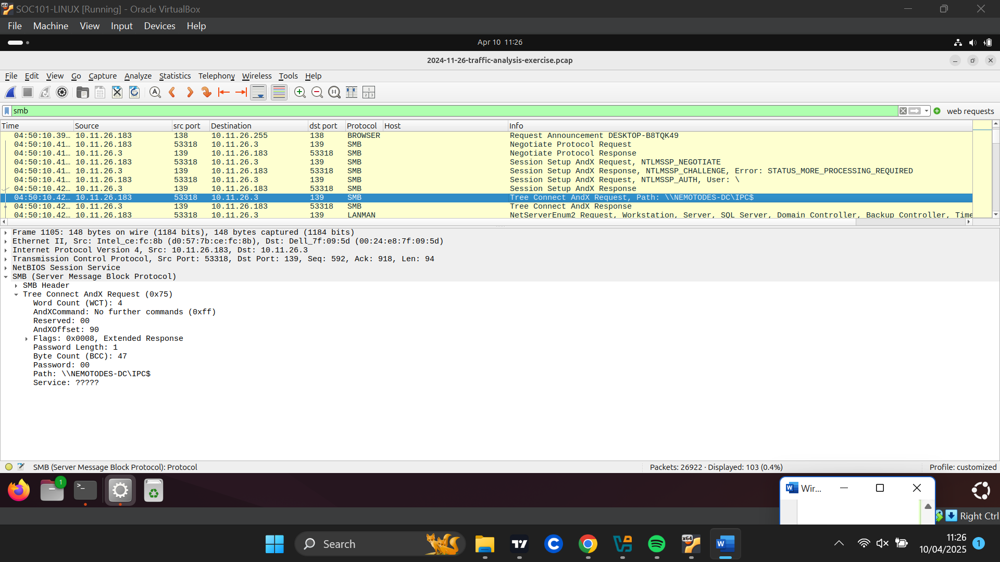 SOC101-LINUX [Running] - Oracle VirtualBox
File Machine View Input Devices Help
Apr 10 11:26
2024-11-26-traffic-analysis-exercise.pcap
File Edit View Go Capture Analyze Statistics Telephony Wireless Tools Help
smb
web requests
Time Source src port Destination dst port Protocol Host Info
04:50:10.39… 10.11.26.183 138 10.11.26.255 138 BROWSER Request Announcement DESKTOP-B8TQK49
04:50:10.41… 10.11.26.183 53318 10.11.26.3 139 SMB Negotiate Protocol Request
04:50:10.41… 10.11.26.3 139 10.11.26.183 53318 SMB Negotiate Protocol Response
04:50:10.41… 10.11.26.183 53318 10.11.26.3 139 SMB Session Setup AndX Request, NTLMSSP_NEGOTIATE
04:50:10.41… 10.11.26.3 139 10.11.26.183 53318 SMB Session Setup AndX Response, NTLMSSP_CHALLENGE, Error: STATUS_MORE_PROCESSING_REQUIRED
04:50:10.41… 10.11.26.183 53318 10.11.26.3 139 SMB Session Setup AndX Request, NTLMSSP_AUTH, User: \
04:50:10.42… 10.11.26.3 139 10.11.26.183 53318 SMB Session Setup AndX Response
04:50:10.42… 10.11.26.183 53318 10.11.26.3 139 SMB Tree Connect AndX Request, Path: \\NEMOTODES-DC\IPC$
04:50:10.42… 10.11.26.3 139 10.11.26.183 53318 SMB Tree Connect AndX Response
04:50:10.42… 10.11.26.183 53318 10.11.26.3 139 LANMAN NetServerEnum2 Request, Workstation, Server, SQL Server, Domain Controller, Backup Controller, Time
Frame 1105: 148 bytes on wire (1184 bits), 148 bytes captured (1184 bits)
Ethernet II, Src: Intel_ce:fc:8b (d0:57:7b:ce:fc:8b), Dst: Dell_7f:09:5d (00:24:e8:7f:09:5d)
Internet Protocol Version 4, Src: 10.11.26.183, Dst: 10.11.26.3
Transmission Control Protocol, Src Port: 53318, Dst Port: 139, Seq: 592, Ack: 918, Len: 94
NetBIOS Session Service
SMB (Server Message Block Protocol)
SMB Header
Tree Connect AndX Request (0x75)
Word Count (WCT): 4
AndXCommand: No further commands (0xff)
Reserved: 00
AndXOffset: 90
Flags: 0x0008, Extended Response
Password Length: 1
Byte Count (BCC): 47
Password: 00
Path: \\NEMOTODES-DC\IPC$
Service: ?????
SMB (Server Message Block Protocol): Protocol
Packets: 26922 · Displayed: 103 (0.4%)
Profile: customized
1
Wir...
Right Ctrl
Search
11:26
10/04/2025
1